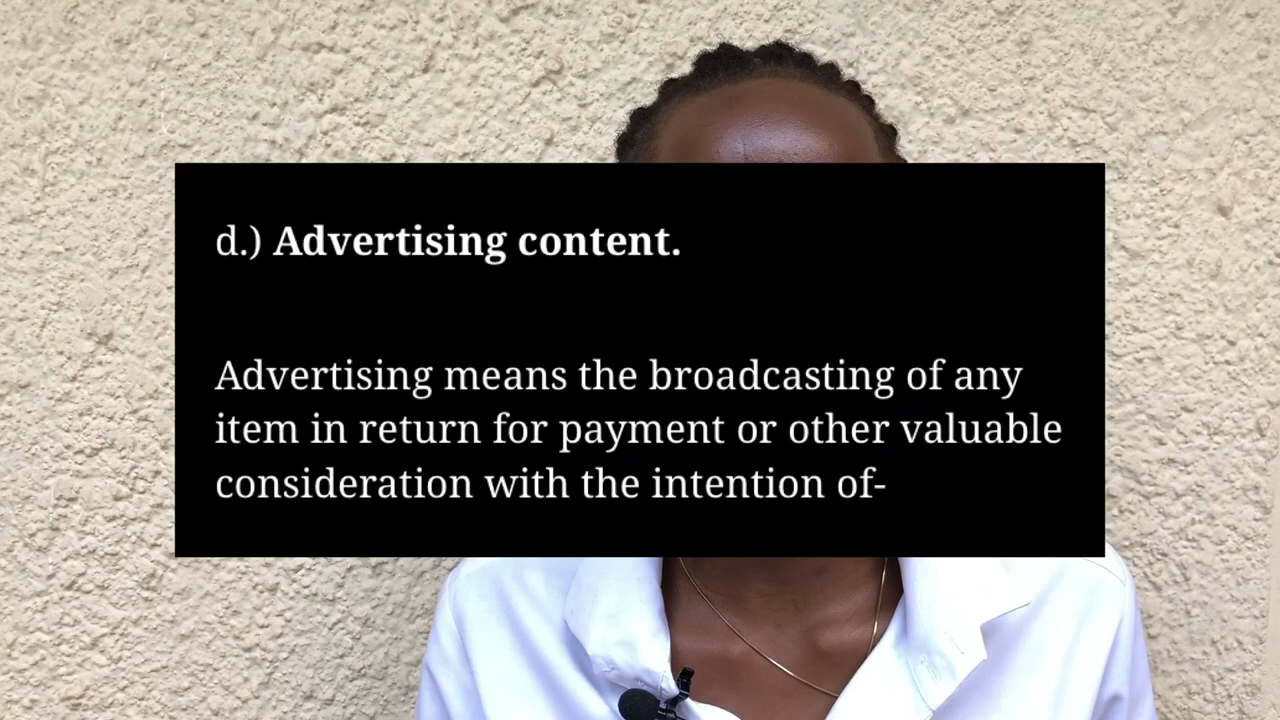 d.) Advertising content.
Advertising means the broadcasting of any
item in return for payment or other valuable
consideration with the intention of-